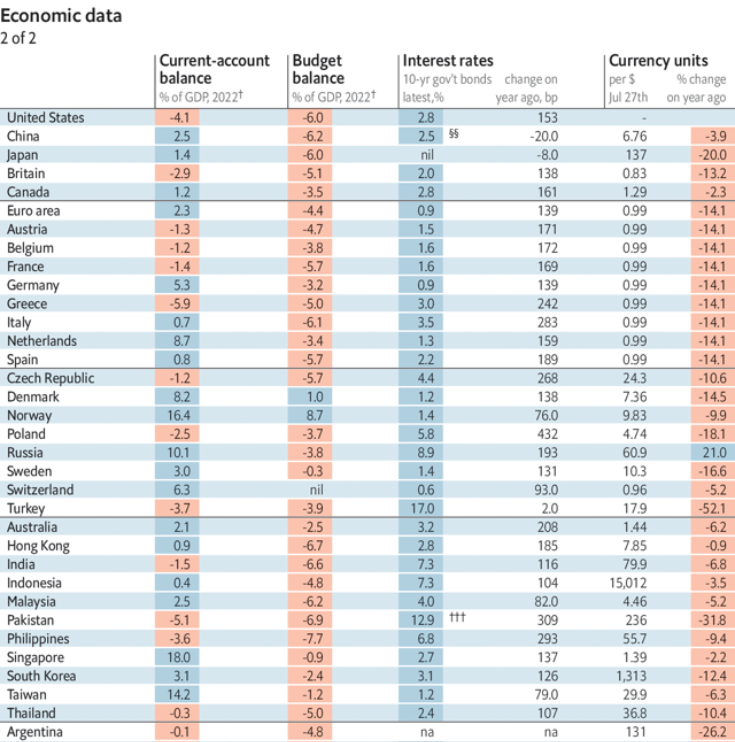 Economic data
2 of 2
Current-account Budget Interest rates Currency units
balance balance 10-yr gov't bonds change on per $ % change
% of GDP, 2022† % of GDP, 2022† latest,% year ago, bp Jul 27th on year ago
United States -4.1 -6.0 2.8 153 -
China 2.5 -6.2 2.5 §§ -20.0 6.76 -3.9
Japan 1.4 -6.0 nil -8.0 137 -20.0
Britain -2.9 -5.1 2.0 138 0.83 -13.2
Canada 1.2 -3.5 2.8 161 1.29 -2.3
Euro area 2.3 -4.4 0.9 139 0.99 -14.1
Austria -1.3 -4.7 1.5 171 0.99 -14.1
Belgium -1.2 -3.8 1.6 172 0.99 -14.1
France -1.4 -5.7 1.6 169 0.99 -14.1
Germany 5.3 -3.2 0.9 139 0.99 -14.1
Greece -5.9 -5.0 3.0 242 0.99 -14.1
Italy 0.7 -6.1 3.5 283 0.99 -14.1
Netherlands 8.7 -3.4 1.3 159 0.99 -14.1
Spain 0.8 -5.7 2.2 189 0.99 -14.1
Czech Republic -1.2 -5.7 4.4 268 24.3 -10.6
Denmark 8.2 1.0 1.2 138 7.36 -14.5
Norway 16.4 8.7 1.4 76.0 9.83 -9.9
Poland -2.5 -3.7 5.8 432 4.74 -18.1
Russia 10.1 -3.8 8.9 193 60.9 21.0
Sweden 3.0 -0.3 1.4 131 10.3 -16.6
Switzerland 6.3 nil 0.6 93.0 0.96 -5.2
Turkey -3.7 -3.9 17.0 2.0 17.9 -52.1
Australia 2.1 -2.5 3.2 208 1.44 -6.2
Hong Kong 0.9 -6.7 2.8 185 7.85 -0.9
India -1.5 -6.6 7.3 116 79.9 -6.8
Indonesia 0.4 -4.8 7.3 104 15,012 -3.5
Malaysia 2.5 -6.2 4.0 82.0 4.46 -5.2
Pakistan -5.1 -6.9 12.9 ††† 309 236 -31.8
Philippines -3.6 -7.7 6.8 293 55.7 -9.4
Singapore 18.0 -0.9 2.7 137 1.39 -2.2
South Korea 3.1 -2.4 3.1 126 1,313 -12.4
Taiwan 14.2 -1.2 1.2 79.0 29.9 -6.3
Thailand -0.3 -5.0 2.4 107 36.8 -10.4
Argentina -0.1 -4.8 na na 131 -26.2